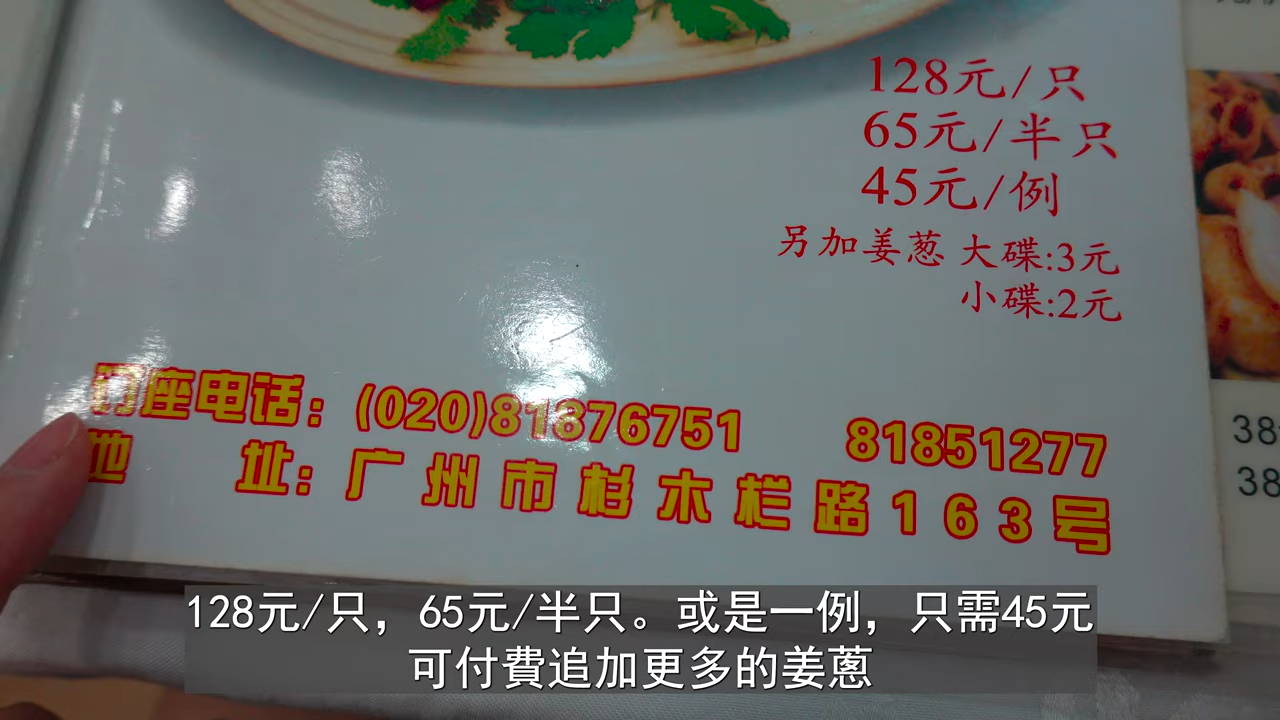 128元/只
65元/半只
45元/例
另加姜葱 大碟:3元
小碟:2元
订座电话: (020)81876751 81851277
地 址: 广州市杉木栏路163号
38
38
128元/只，65元/半只。或是一例，只需45元
可付費追加更多的姜蔥